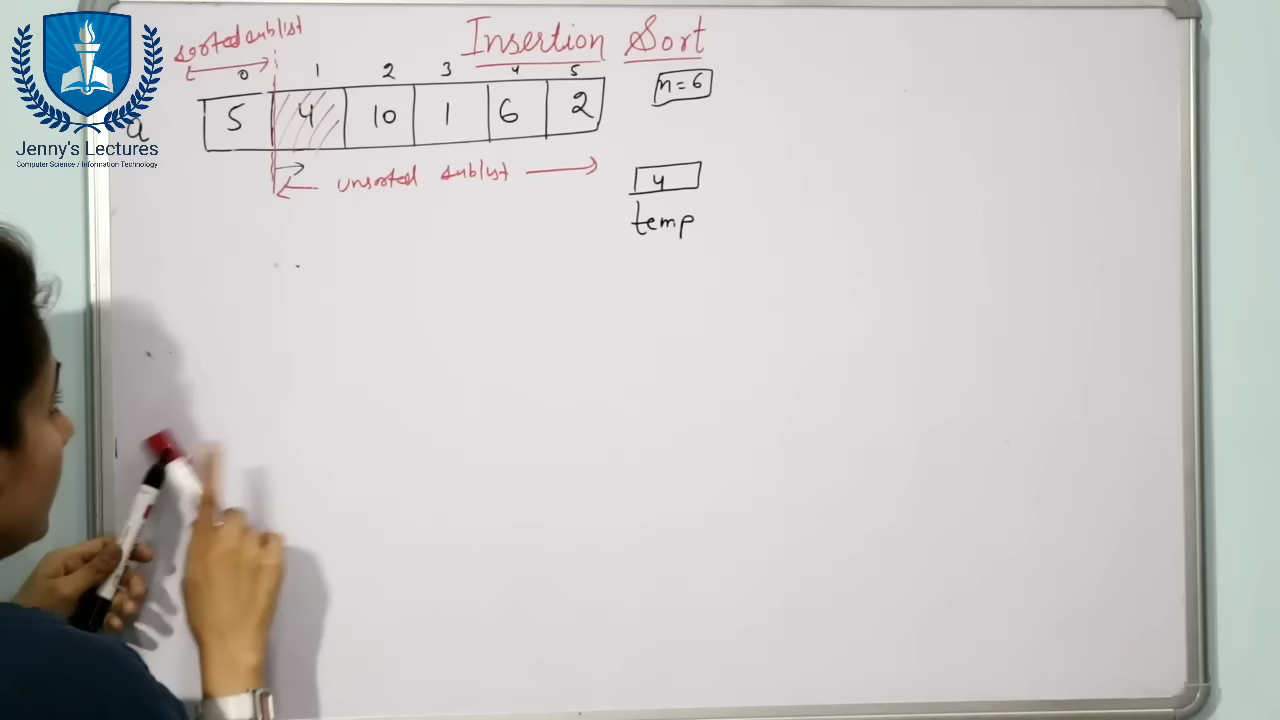 Insertion Sort
sorted sublist
0 1 2 3 4 5
n = 6
a 5 4 10 1 6 2
unsorted sublist
4
temp
Jenny's Lectures
Computer Science / Information Technology